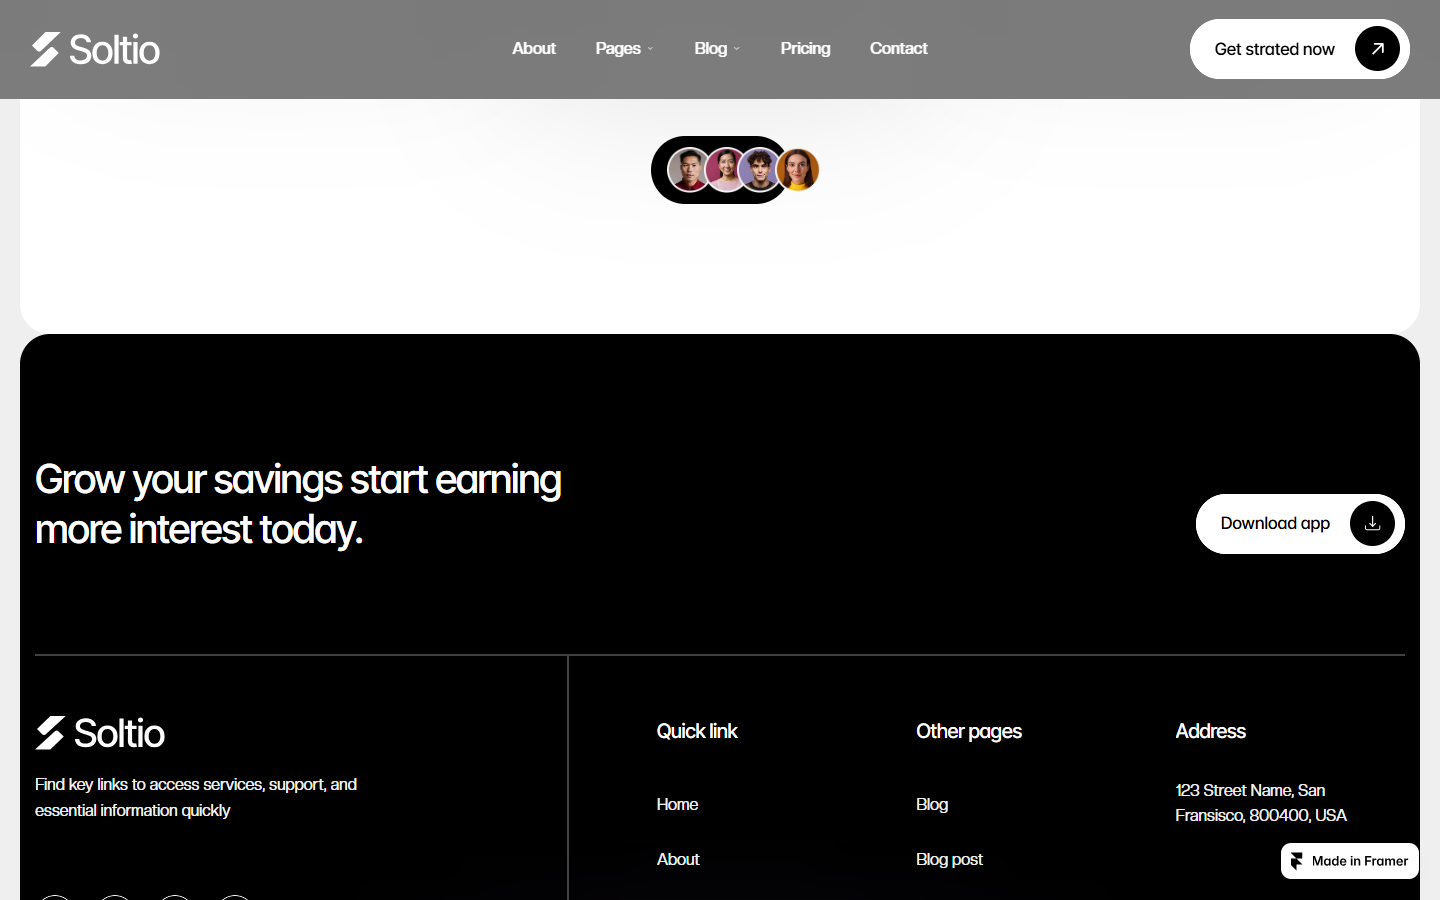 Soltio
About
Pages
Blog
Pricing
Contact
Get strated now
Grow your savings start earning
more interest today.
Download app
Soltio
Find key links to access services, support, and
essential information quickly
Quick link
Home
About
Other pages
Blog
Blog post
Address
123 Street Name, San
Fransisco, 800400, USA
Made in Framer